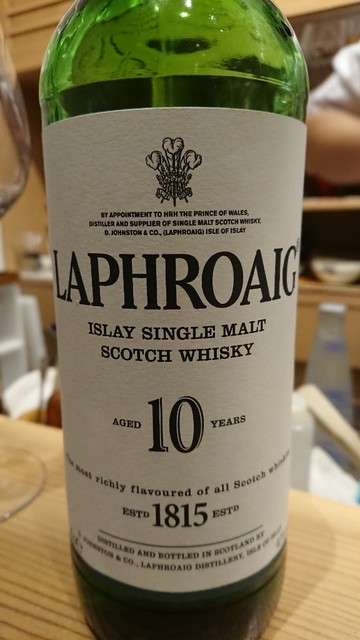 BY APPOINTMENT TO HRH THE PRINCE OF WALES,
DISTILLER AND SUPPLIER OF SINGLE MALT SCOTCH WHISKY,
D. JOHNSTON & CO., (LAPHROAIG) ISLE OF ISLAY
LAPHROAIG®
ISLAY SINGLE MALT
SCOTCH WHISKY
AGED 10 YEARS
most richly flavoured of all Scotch
ESTD 1815 ESTD
DISTILLED AND BOTTLED IN SCOTLAND BY
JOHNSTON & CO., LAPHROAIG DISTILLERY, ISLE OF